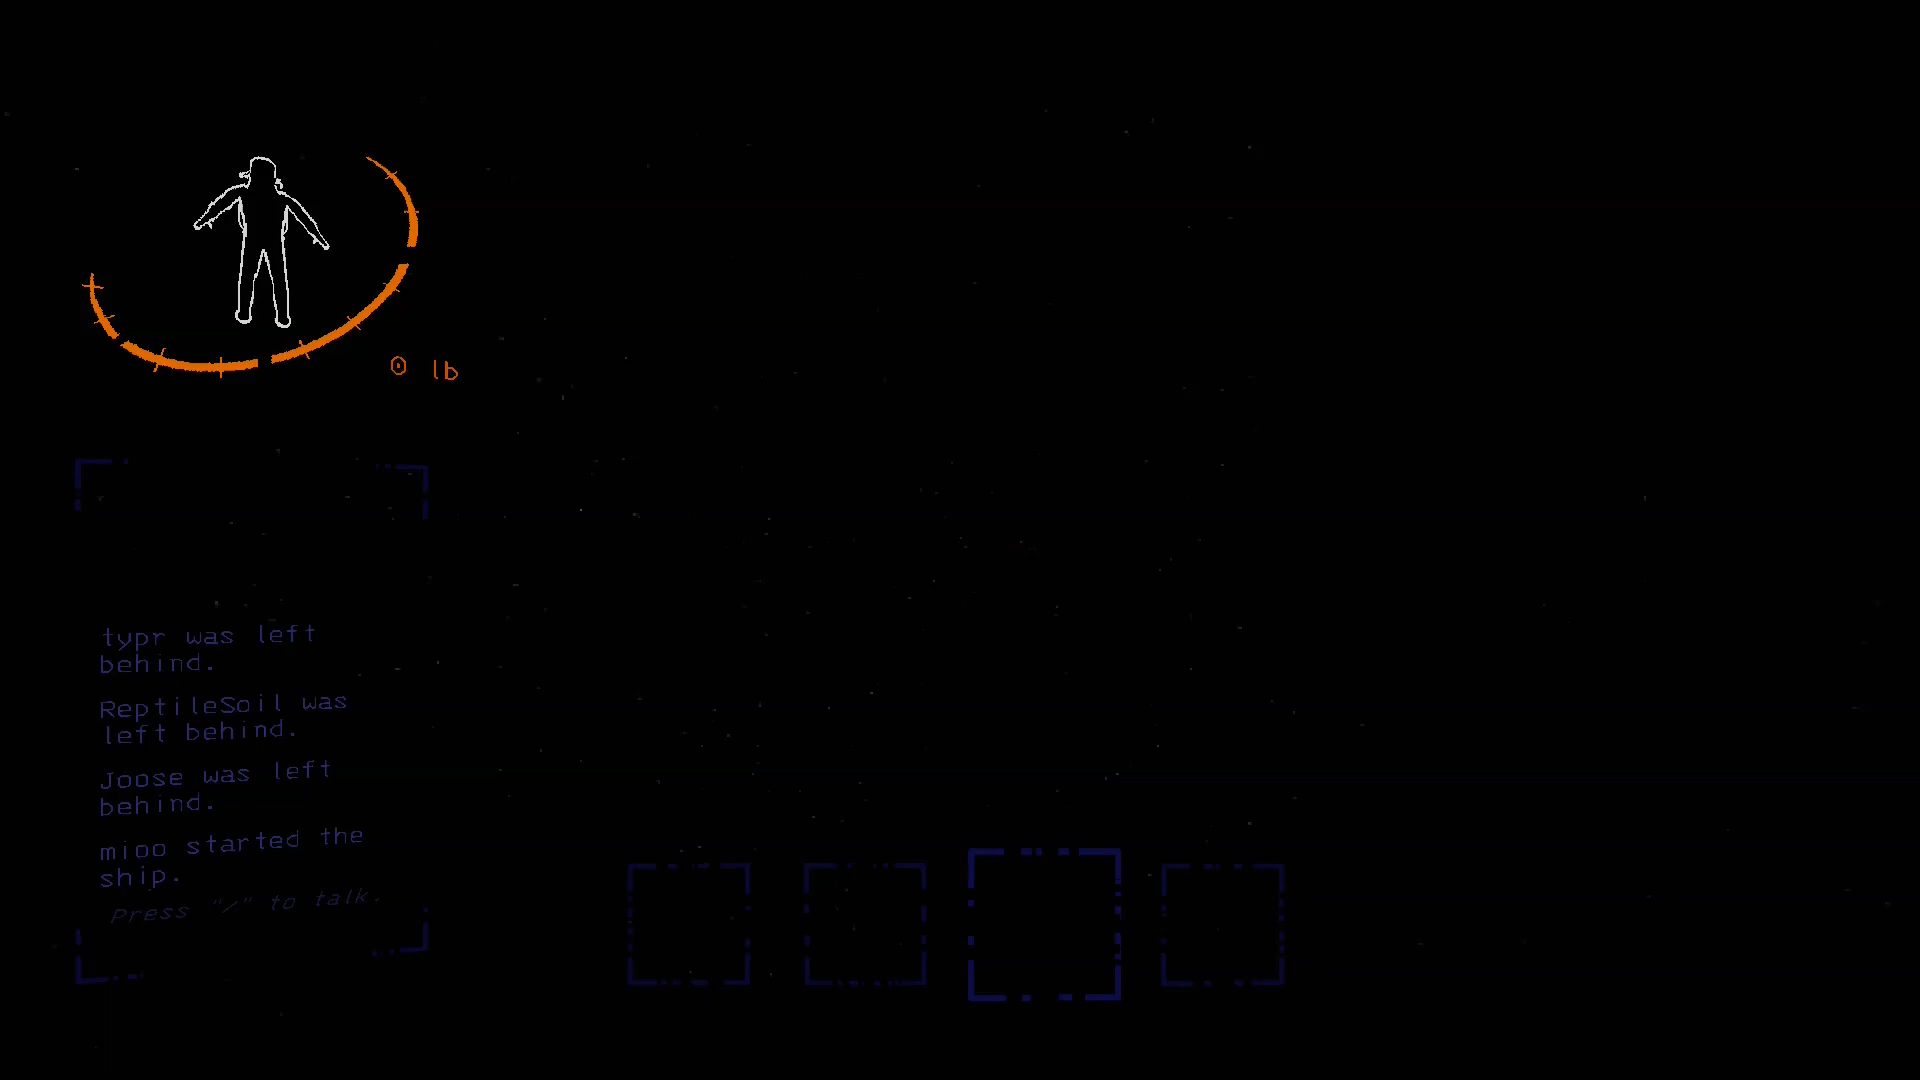 0 lb
typr was left
behind.
ReptileSoil was
left behind.
Joose was left
behind.
mioo started the
ship.
Press "/" to talk.